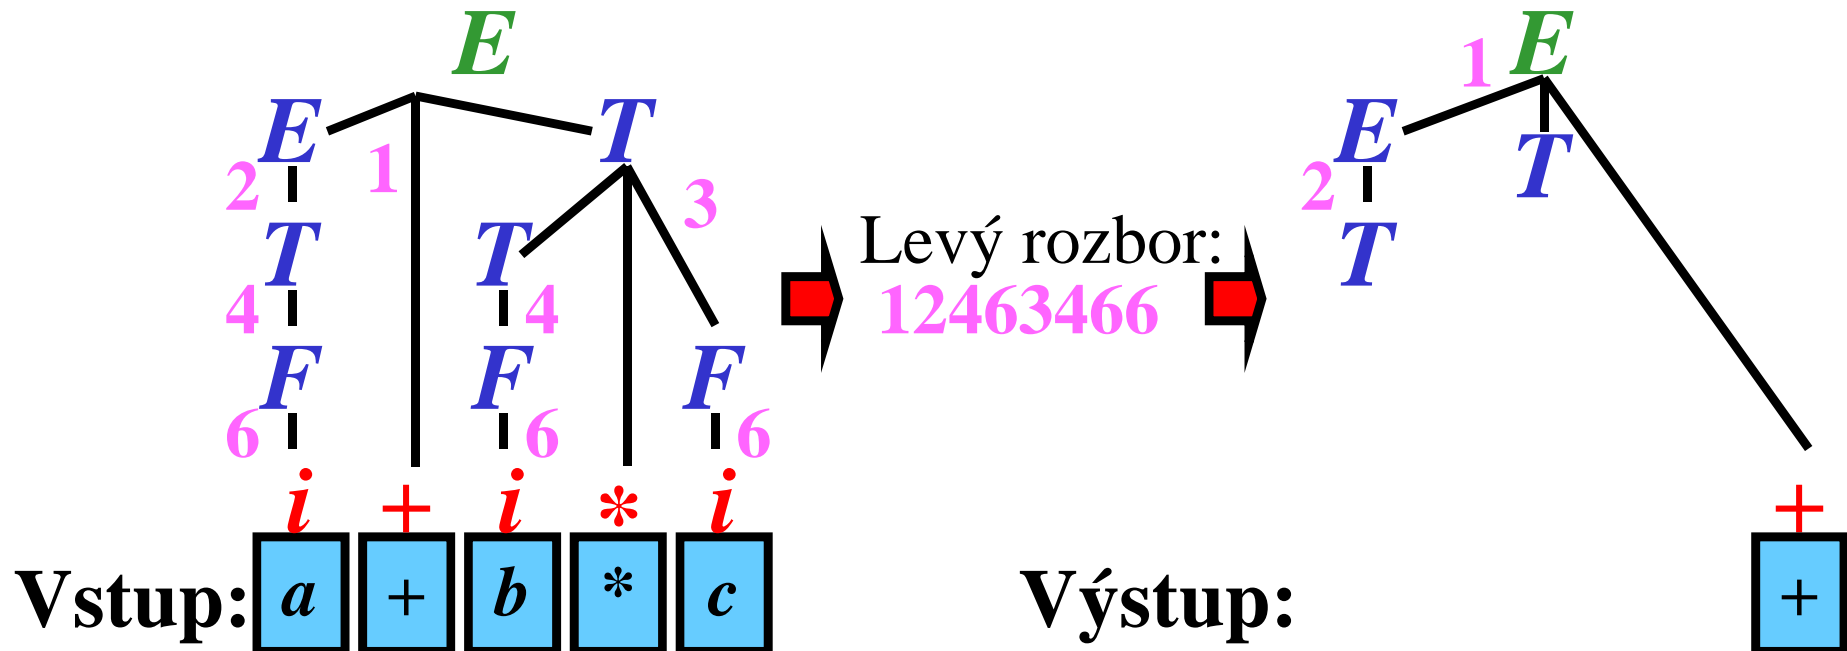 E
1 E
E T
E
1
T
2
3
2
T T
Levý rozbor:
T
4 4
12463466
F F F
6 6 6
i + i * i
+
Vstup: a + b * c
Výstup: +